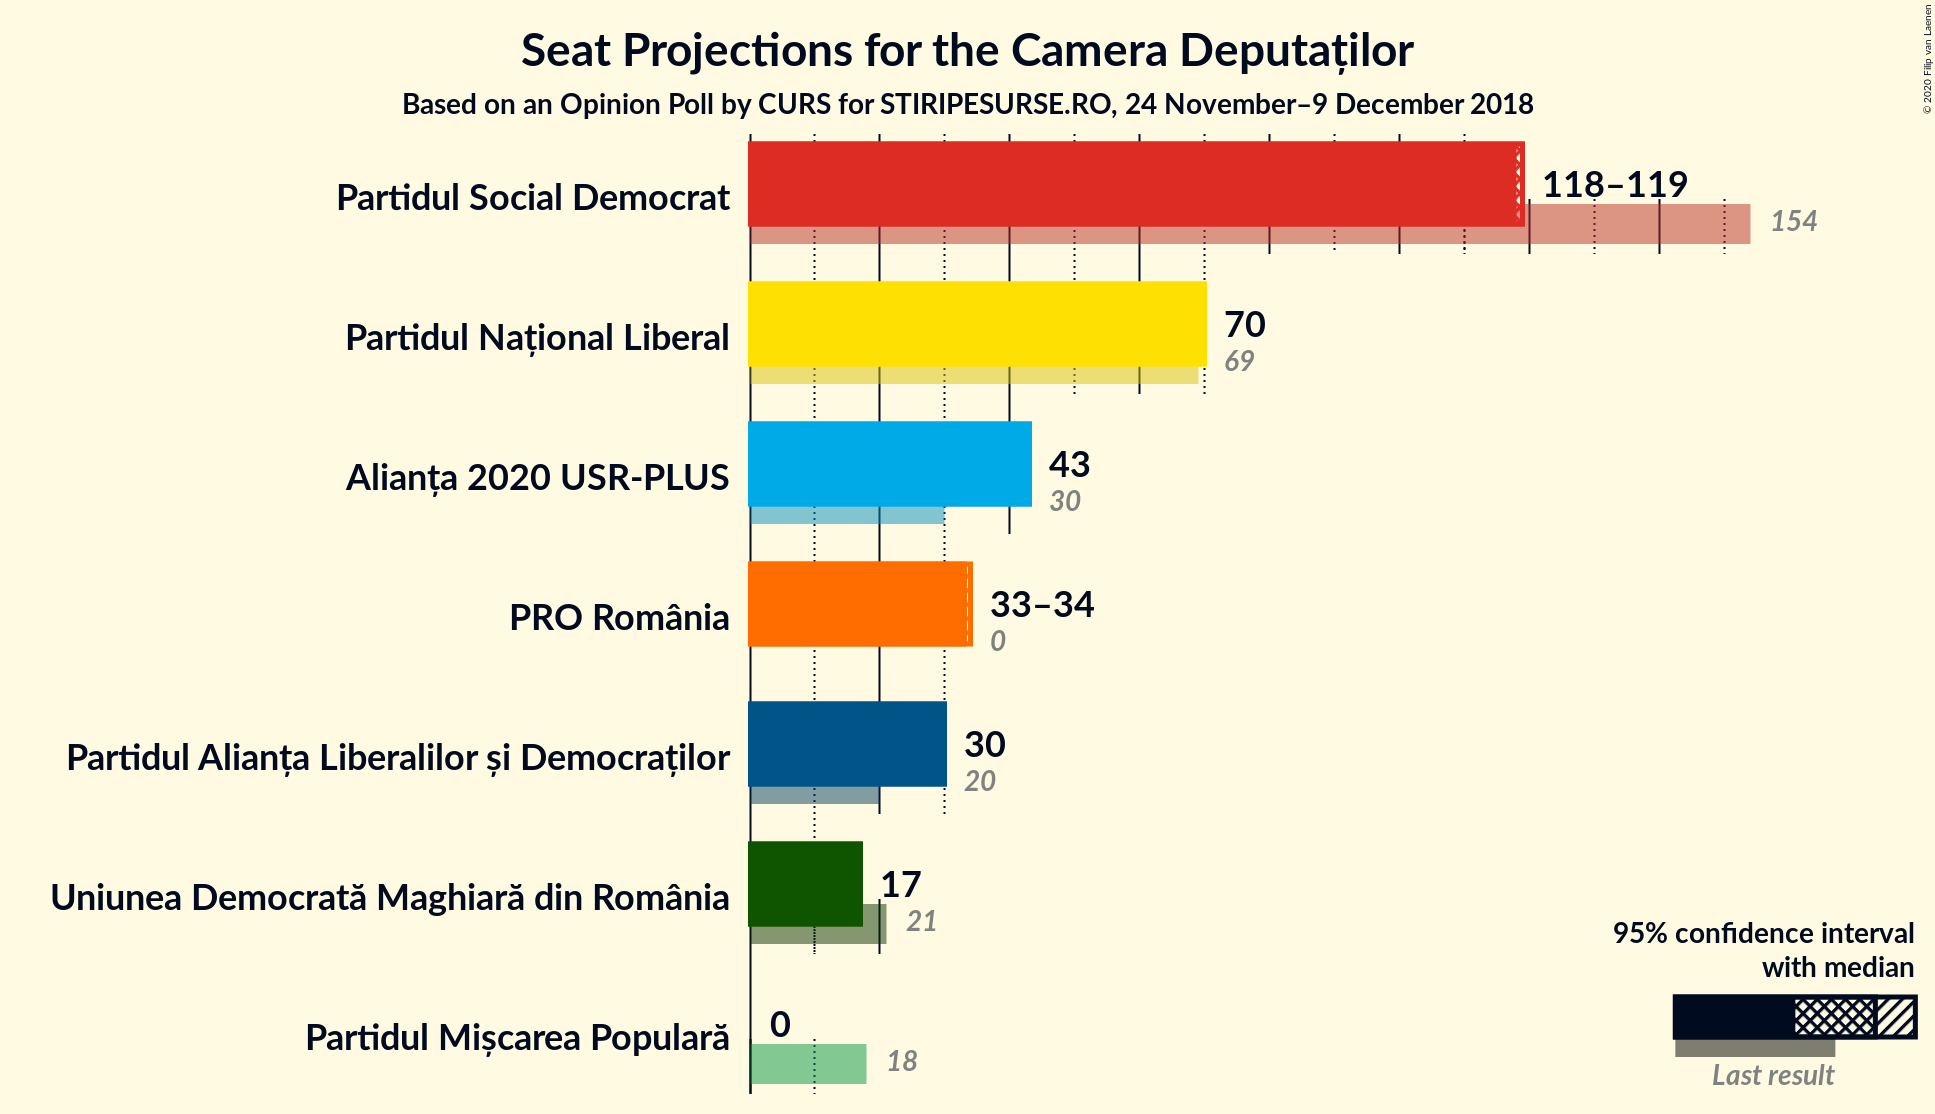 Seat Projections for the Camera Deputaților
Based on an Opinion Poll by CURS for STIRIPESURSE.RO, 24 November–9 December 2018
© 2020 Filip van Laenen
Partidul Social Democrat
118–119
154
Partidul Național Liberal
70
69
Alianța 2020 USR-PLUS
43
30
PRO România
33–34
0
Partidul Alianța Liberalilor și Democraților
30
20
Uniunea Democrată Maghiară din România
17
21
Partidul Mișcarea Populară
0
18
95% confidence interval
with median
Last result